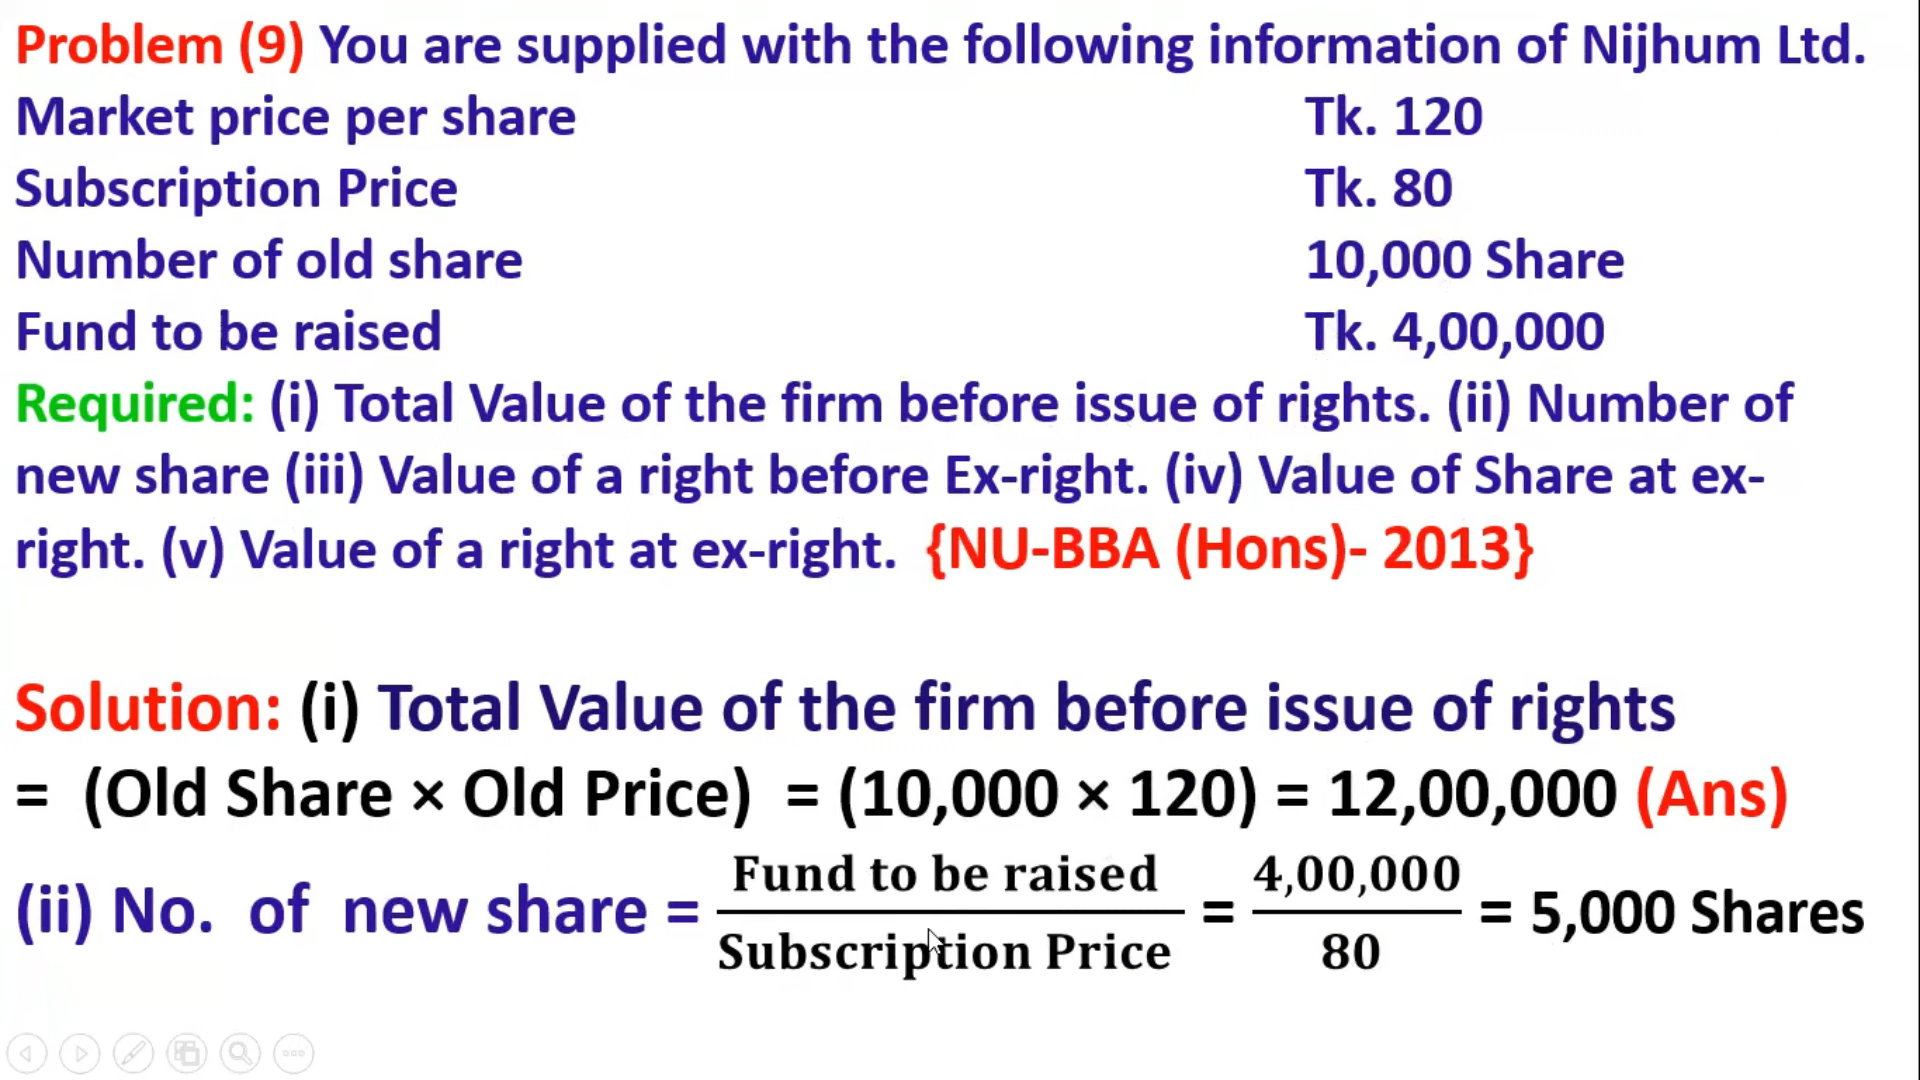 Problem (9) You are supplied with the following information of Nijhum Ltd.
Market price per share Tk. 120
Subscription Price Tk. 80
Number of old share 10,000 Share
Fund to be raised Tk. 4,00,000
Required: (i) Total Value of the firm before issue of rights. (ii) Number of
new share (iii) Value of a right before Ex-right. (iv) Value of Share at ex-
right. (v) Value of a right at ex-right. {NU-BBA (Hons)- 2013}
Solution: (i) Total Value of the firm before issue of rights
= (Old Share × Old Price) = (10,000 × 120) = 12,00,000 (Ans)
(ii) No. of new share = Fund to be raised / Subscription Price = 4,00,000 / 80 = 5,000 Shares